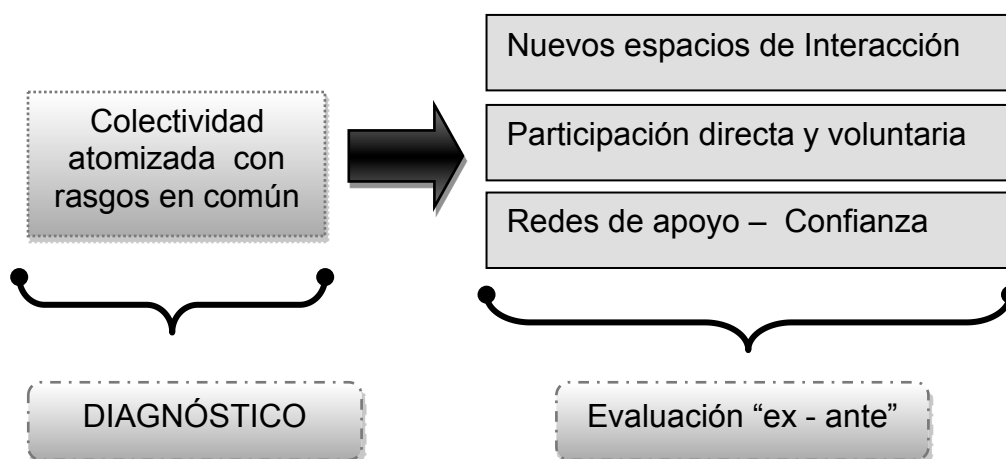 Colectividad
atomizada con
rasgos en común
Nuevos espacios de Interacción
Participación directa y voluntaria
Redes de apoyo – Confianza
DIAGNÓSTICO
Evaluación “ex - ante”